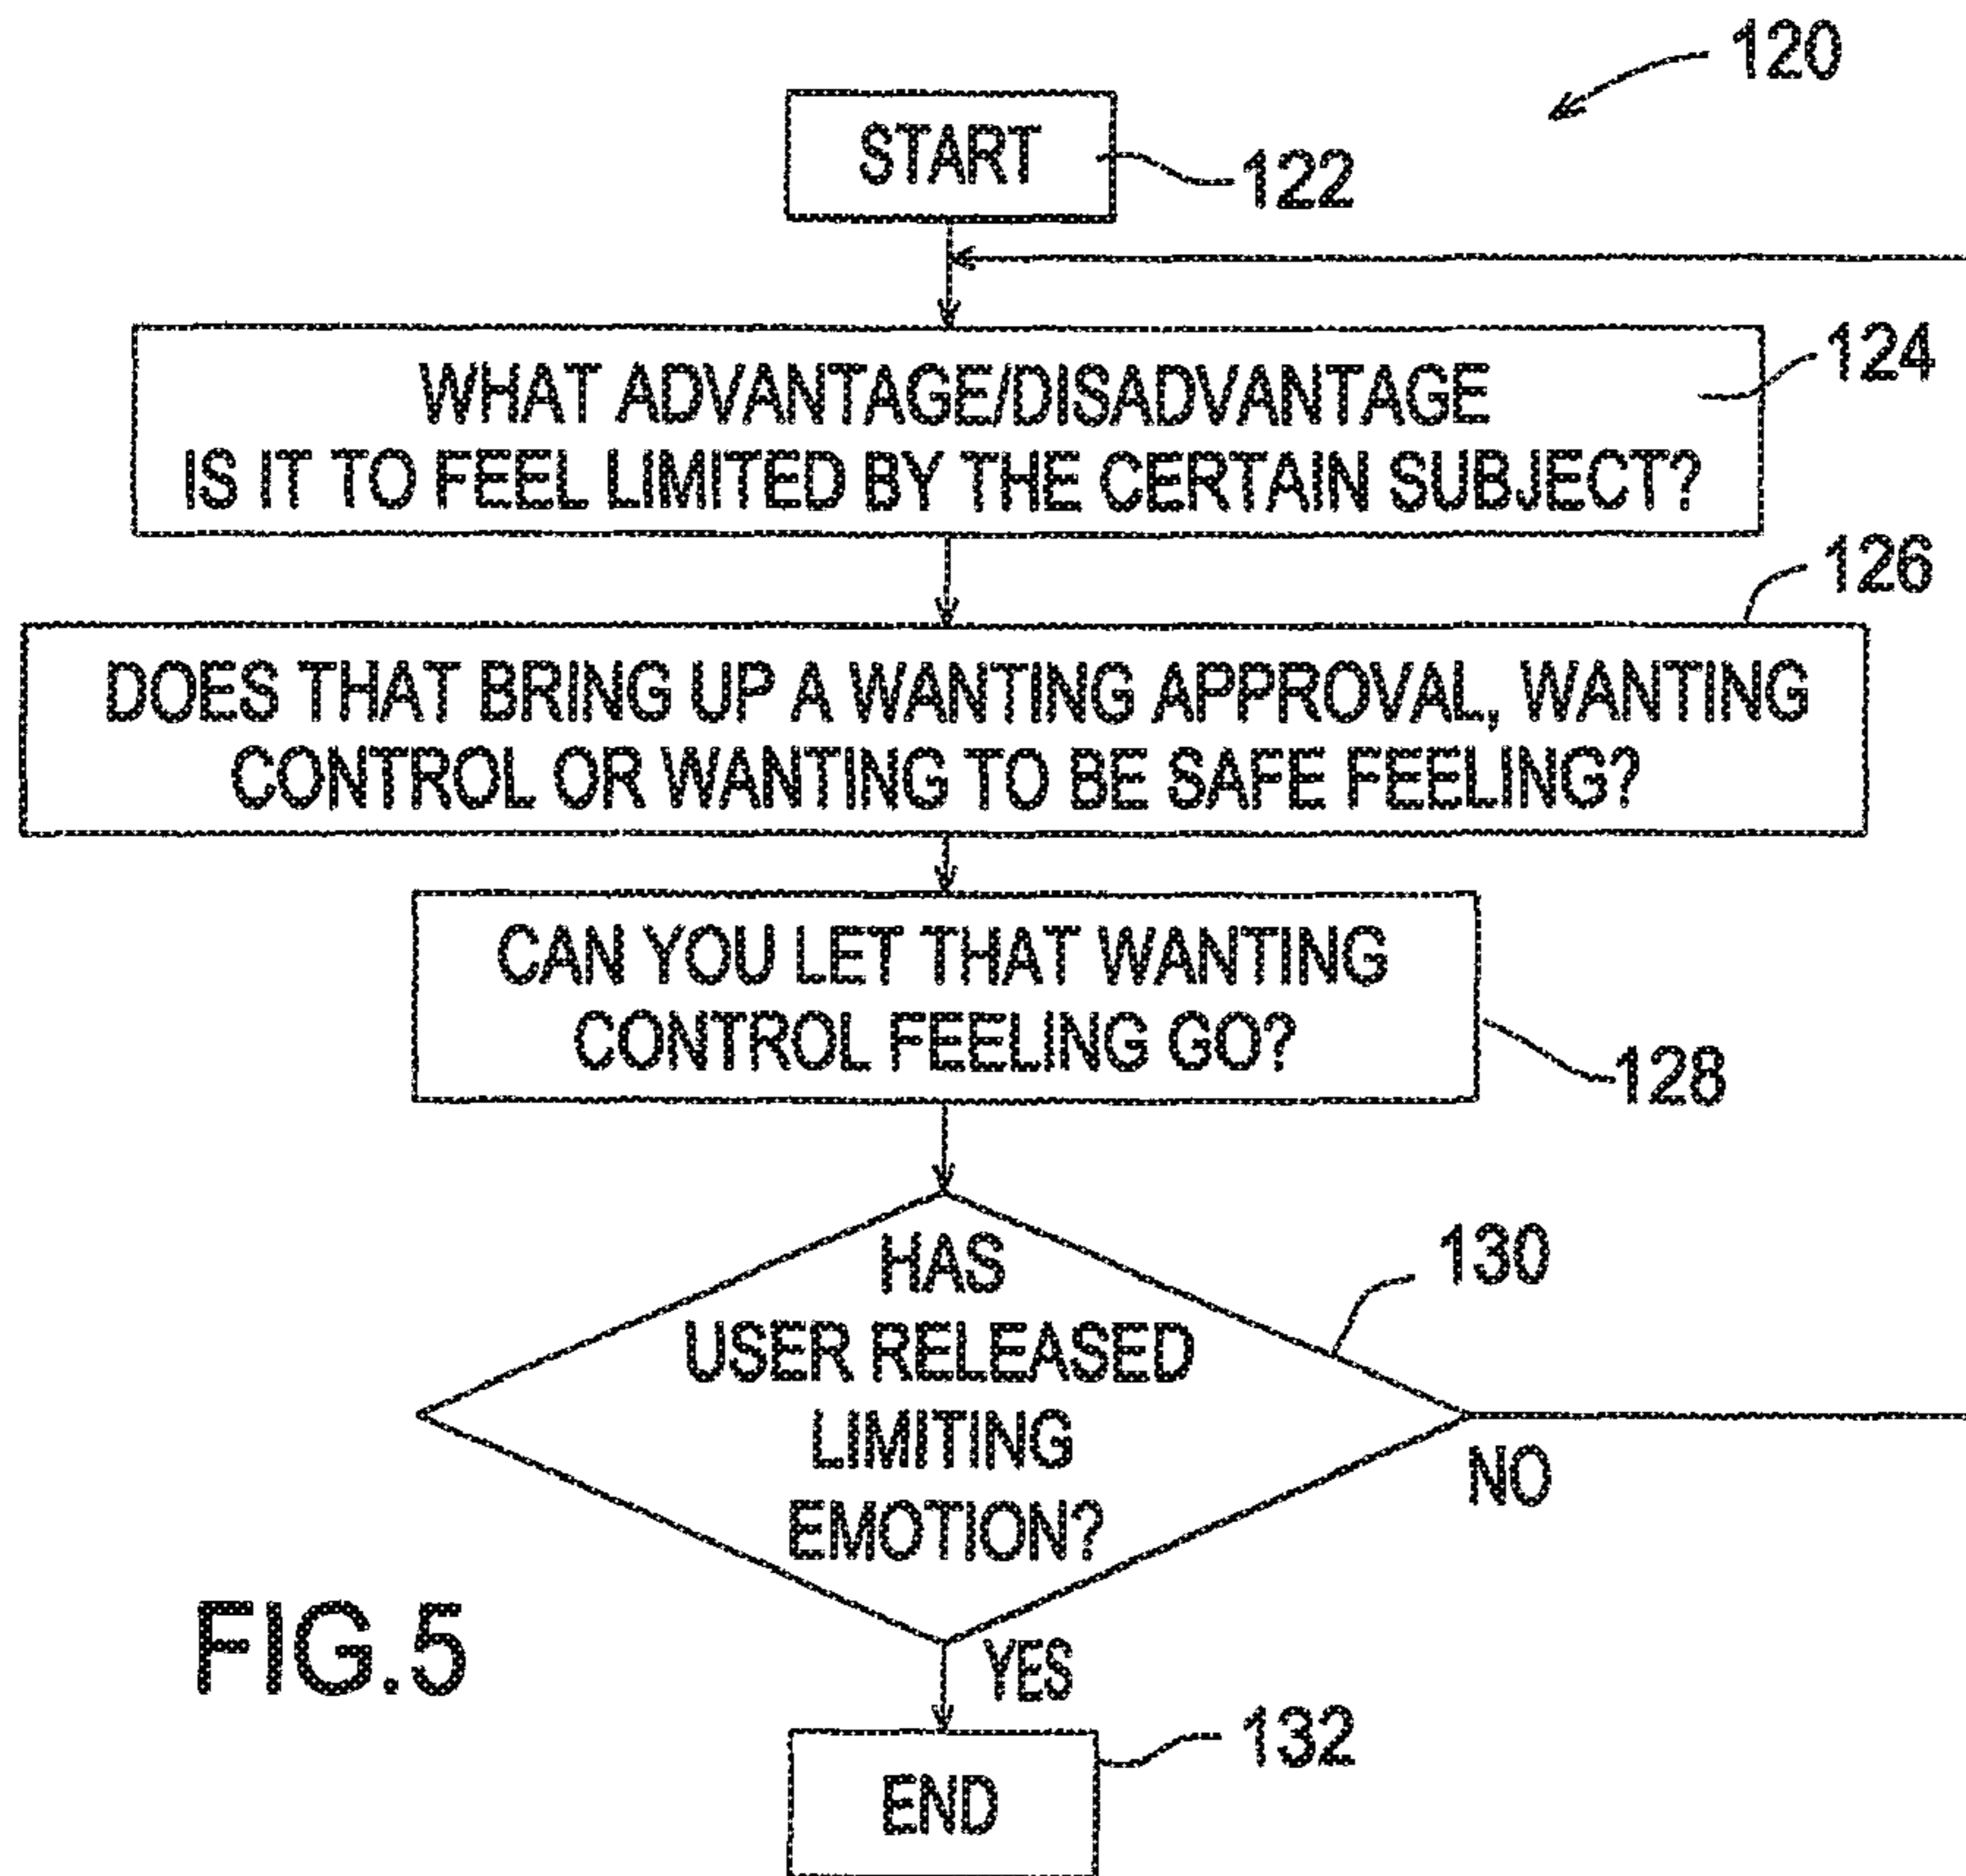 120
START
122
WHAT ADVANTAGE/DISADVANTAGE
IS IT TO FEEL LIMITED BY THE CERTAIN SUBJECT?
124
126
DOES THAT BRING UP A WANTING APPROVAL, WANTING
CONTROL OR WANTING TO BE SAFE FEELING?
CAN YOU LET THAT WANTING
CONTROL FEELING GO?
128
HAS
USER RELEASED
LIMITING
EMOTION?
130
NO
YES
FIG.5
END
132